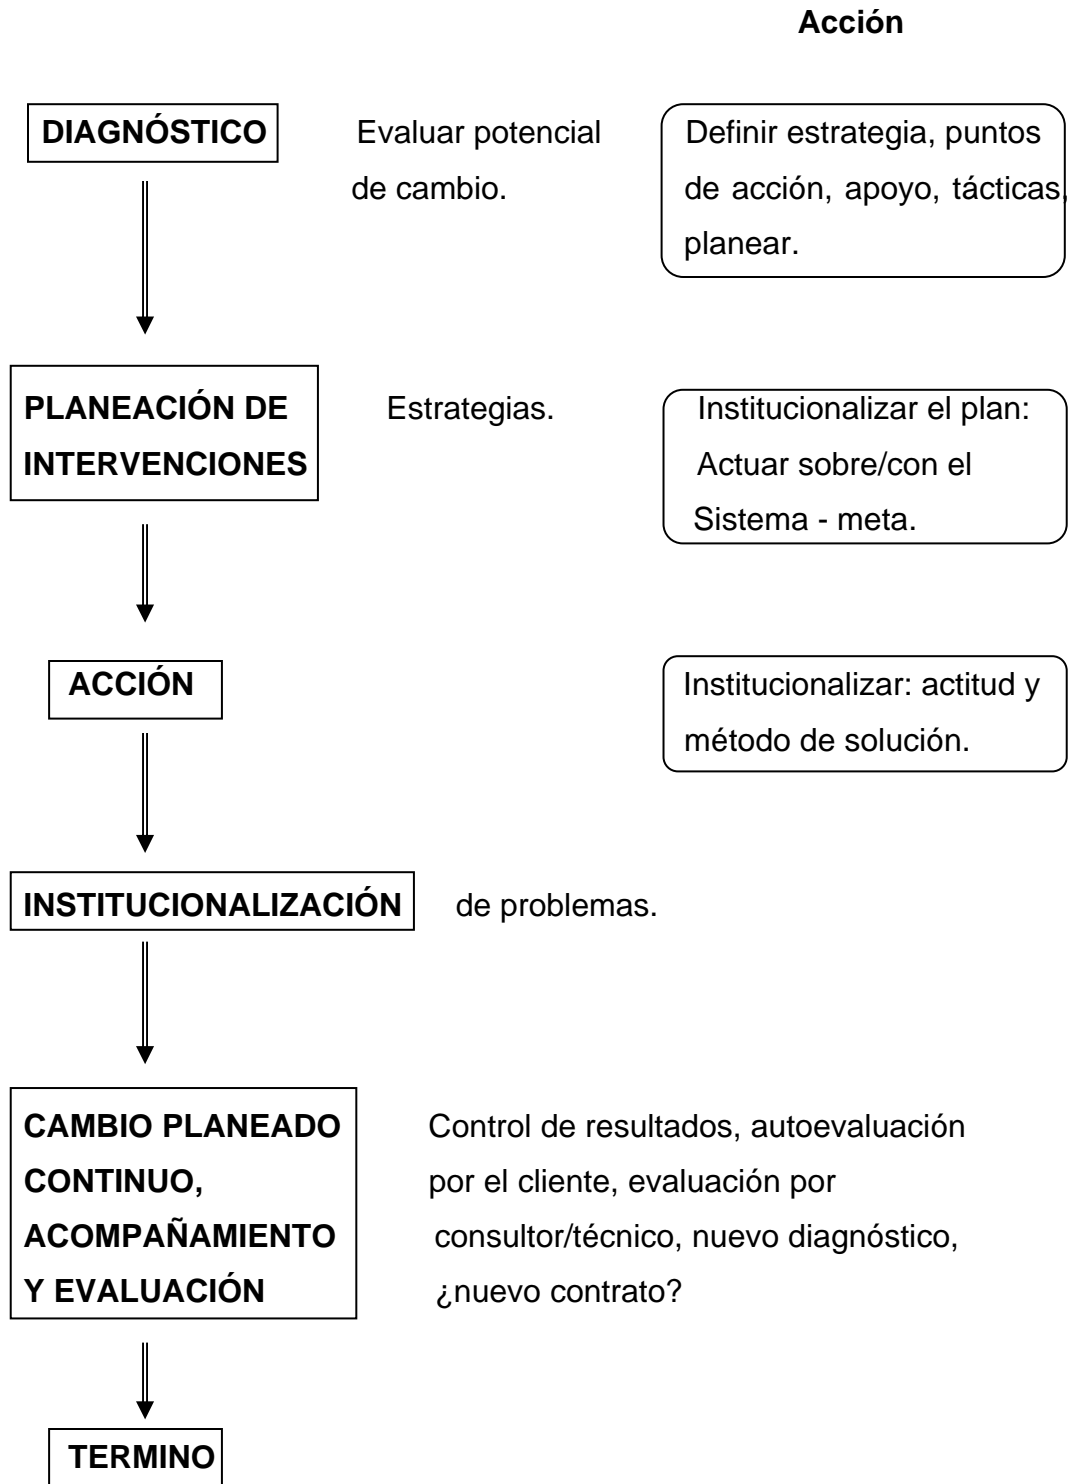 Acción
DIAGNÓSTICO Evaluar potencial Definir estrategia, puntos
de cambio. de acción, apoyo, tácticas,
planear.
PLANEACIÓN DE Estrategias. Institucionalizar el plan:
INTERVENCIONES Actuar sobre/con el
Sistema - meta.
ACCIÓN Institucionalizar: actitud y
método de solución.
INSTITUCIONALIZACIÓN de problemas.
CAMBIO PLANEADO Control de resultados, autoevaluación
CONTINUO, por el cliente, evaluación por
ACOMPAÑAMIENTO consultor/técnico, nuevo diagnóstico,
Y EVALUACIÓN ¿nuevo contrato?
TERMINO